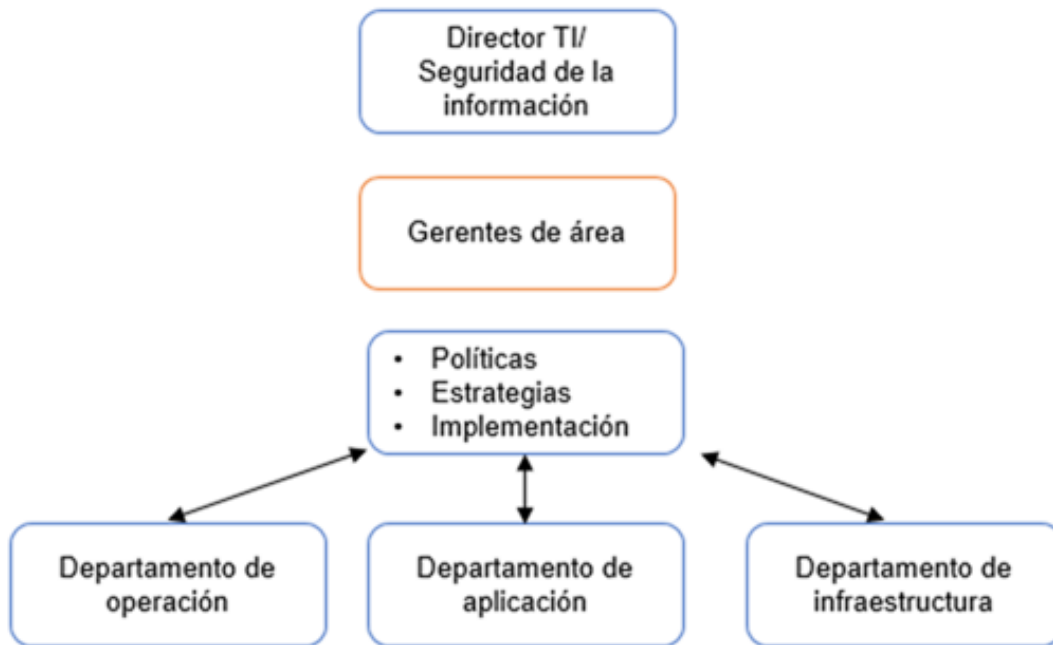 Director TI/
Seguridad de la
información
Gerentes de área
• Políticas
• Estrategias
• Implementación
Departamento de
operación
Departamento de
aplicación
Departamento de
infraestructura